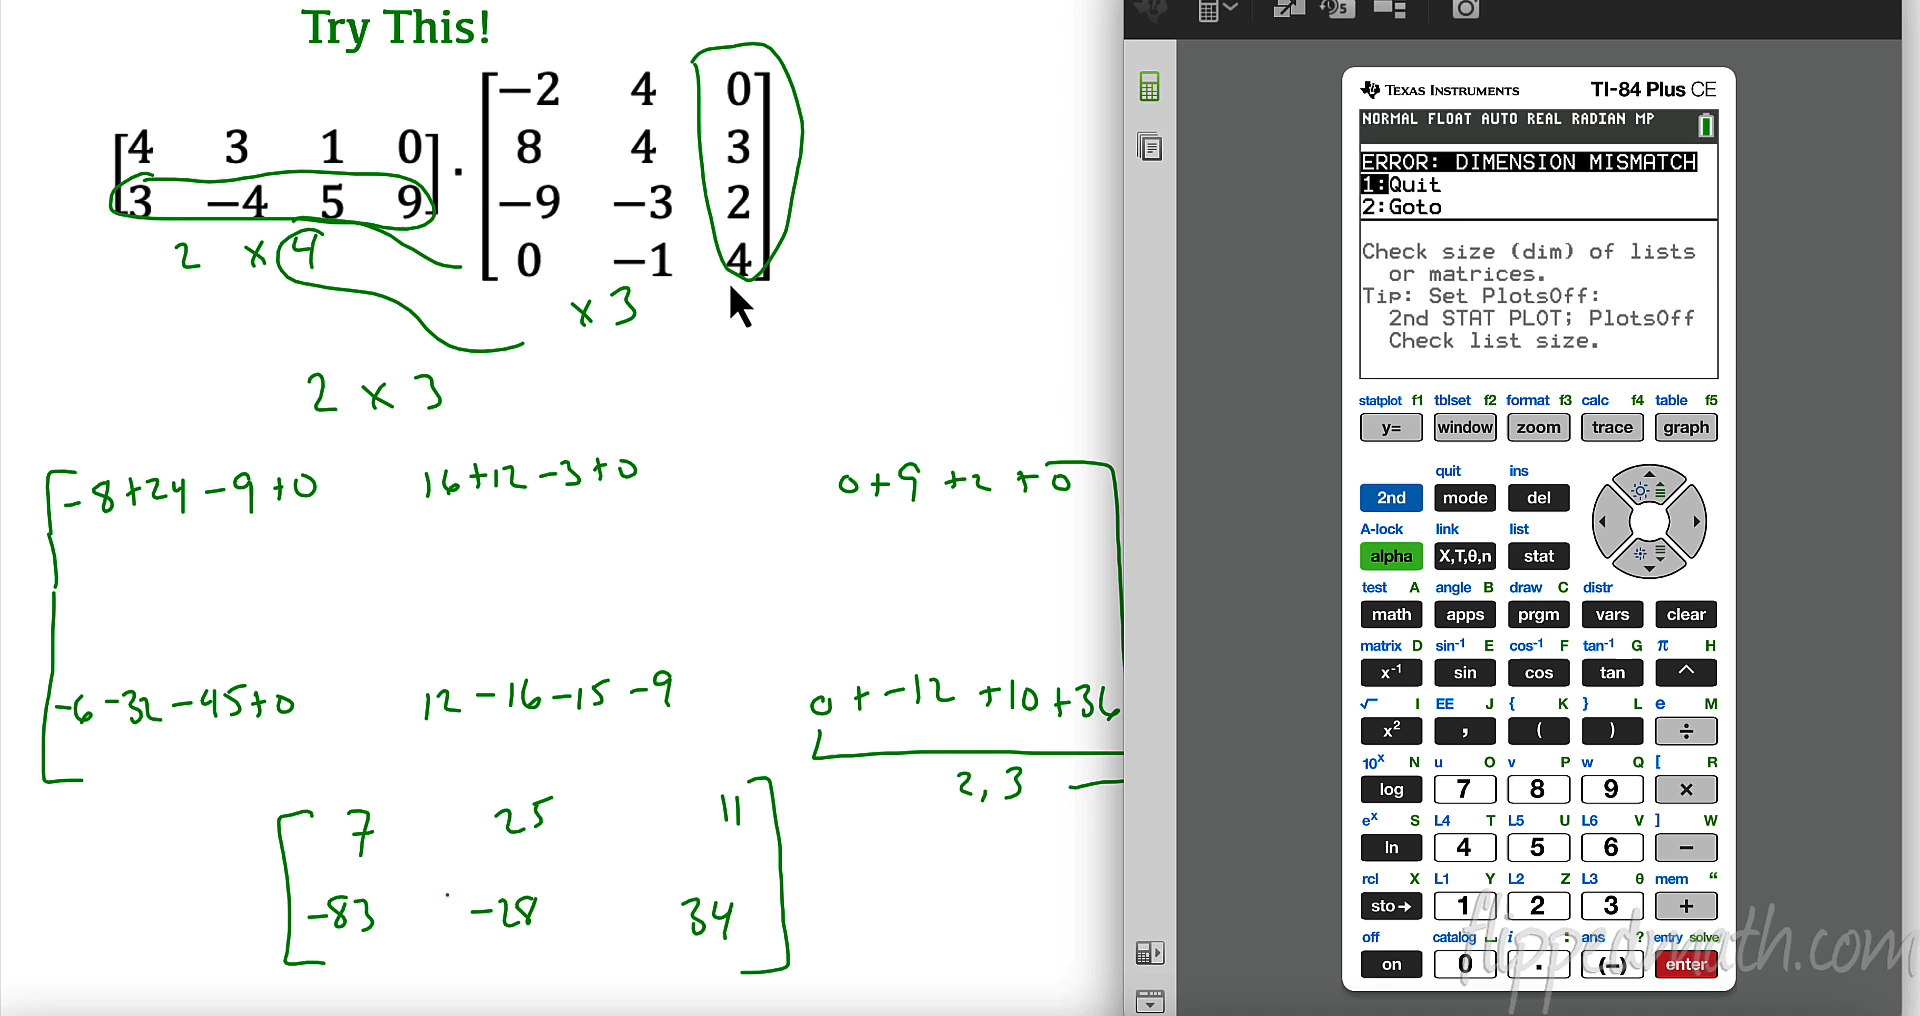 Try This!
[4 3 1 0
3 −4 5 9] · [−2 4 0
8 4 3
−9 −3 2
0 −1 4]
2 x 4
x 3
2 x 3
-8+24-9+0 16+12-3+0 0+9+2+0
-6-32-45+0 12-16-15-9 0+-12+10+36
2,3
7 25 11
-83 -28 34
TEXAS INSTRUMENTS TI-84 Plus CE
NORMAL FLOAT AUTO REAL RADIAN MP
ERROR: DIMENSION MISMATCH
1:Quit
2:Goto
Check size (dim) of lists
or matrices.
Tip: Set PlotsOff:
2nd STAT PLOT; PlotsOff
Check list size.
statplot f1 tblset f2 format f3 calc f4 table f5
y= window zoom trace graph
quit ins
2nd mode del
A-lock link list
alpha X,T,θ,n stat
test A angle B draw C distr
math apps prgm vars clear
matrix D sin⁻¹ E cos⁻¹ F tan⁻¹ G π H
x⁻¹ sin cos tan ^
√ I EE J { K } L e M
x² , ( ) ÷
10ˣ N u O v P w Q [ R
log 7 8 9 ×
eˣ S L4 T L5 U L6 V ] W
ln 4 5 6 −
rcl X L1 Y L2 Z L3 θ mem “
sto→ 1 2 3 +
off catalog ␣ i : ans ? entry solve
on 0 . (−) enter
flippedmath.com